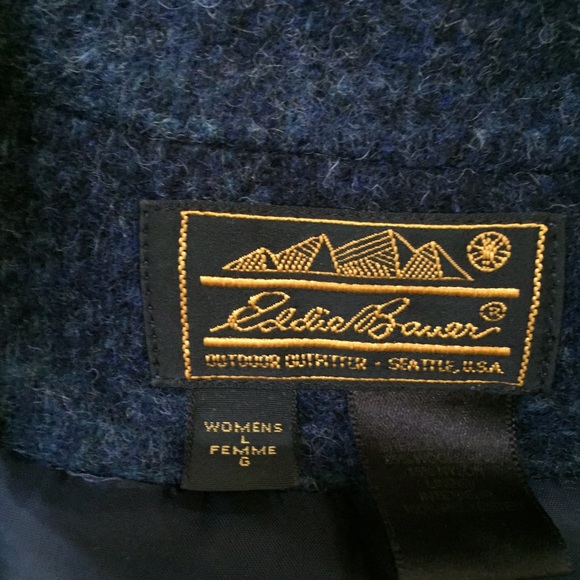 Eddie Bauer ®
OUTDOOR OUTFITTER • SEATTLE, U.S.A.
WOMENS
L
FEMME
G